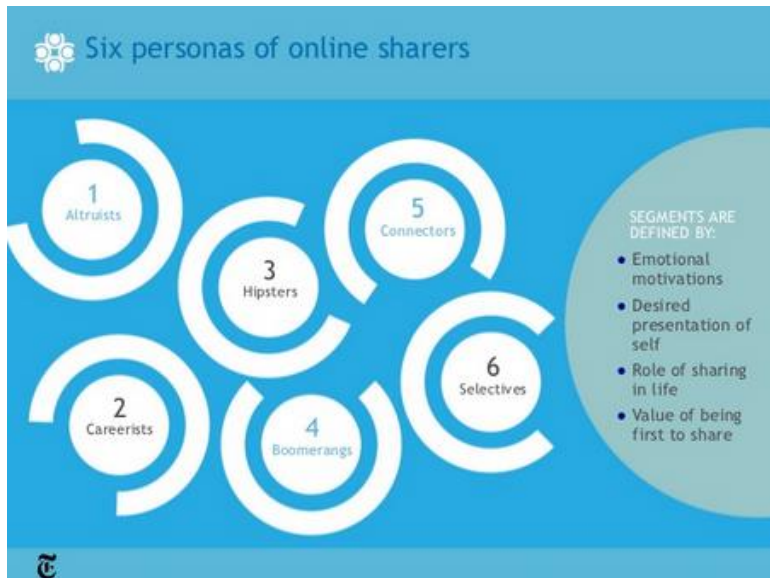 Six personas of online sharers
1
Altruists
2
Careerists
3
Hipsters
4
Boomerangs
5
Connectors
6
Selectives
SEGMENTS ARE
DEFINED BY:
• Emotional
motivations
• Desired
presentation of
self
• Role of sharing
in life
• Value of being
first to share
T